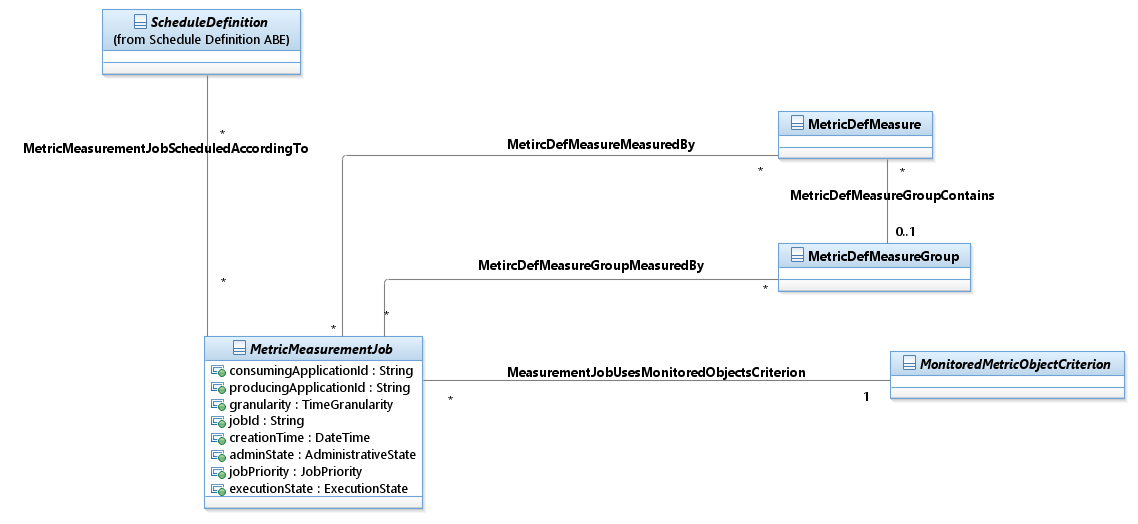 ScheduleDefinition
(from Schedule Definition ABE)
*
MetricMeasurementJobScheduledAccordingTo
*
MetircDefMeasureMeasuredBy
*
*
MetricDefMeasure
*
MetricDefMeasureGroupContains
0..1
MetricDefMeasureGroup
MetircDefMeasureGroupMeasuredBy
*
*
MetricMeasurementJob
consumingApplicationId : String
producingApplicationId : String
granularity : TimeGranularity
jobId : String
creationTime : DateTime
adminState : AdministrativeState
jobPriority : JobPriority
executionState : ExecutionState
MeasurementJobUsesMonitoredObjectsCriterion
*
1
MonitoredMetricObjectCriterion